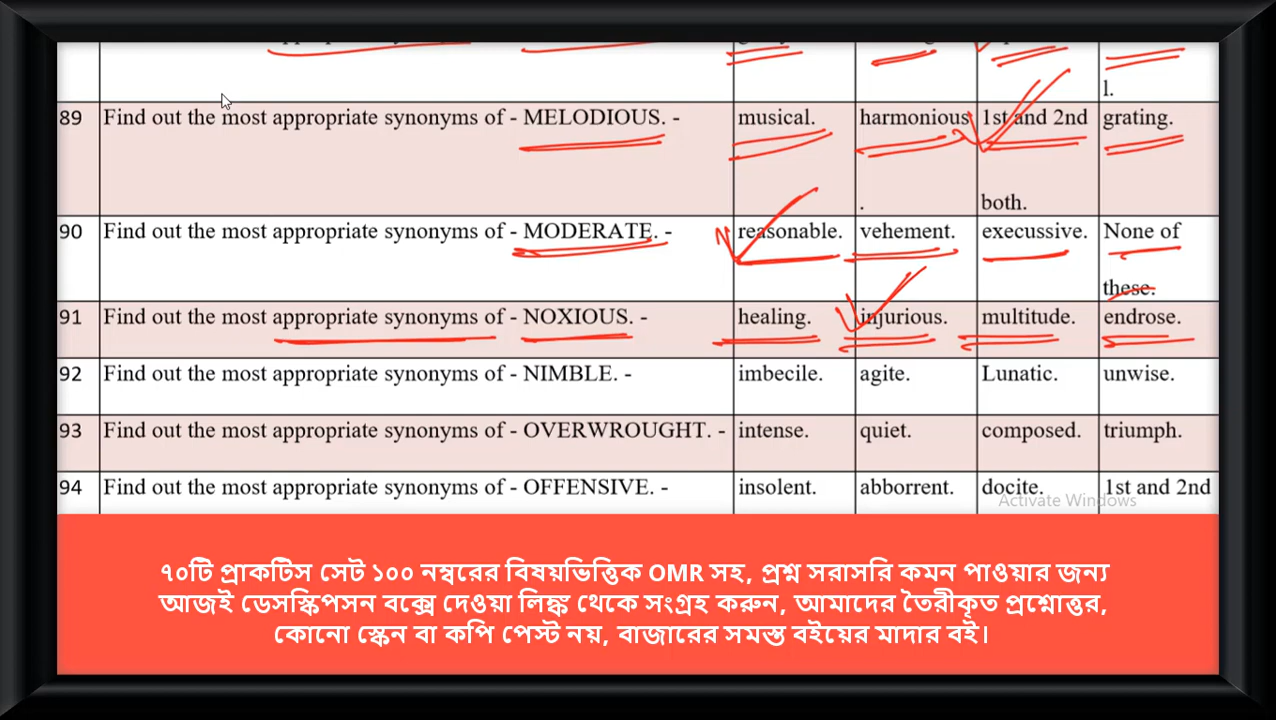 l.
89 Find out the most appropriate synonyms of - MELODIOUS. - musical. harmonious 1st and 2nd grating.
. both.
90 Find out the most appropriate synonyms of - MODERATE. - reasonable. vehement. execussive. None of
these.
91 Find out the most appropriate synonyms of - NOXIOUS. - healing. injurious. multitude. endrose.
92 Find out the most appropriate synonyms of - NIMBLE. - imbecile. agite. Lunatic. unwise.
93 Find out the most appropriate synonyms of - OVERWROUGHT. - intense. quiet. composed. triumph.
94 Find out the most appropriate synonyms of - OFFENSIVE. - insolent. abborrent. docite. 1st and 2nd
Activate Windows
৭০টি প্রাকটিস সেট ১০০ নম্বরের বিষয়ভিত্তিক OMR সহ, প্রশ্ন সরাসরি কমন পাওয়ার জন্য
আজই ডেসস্কিপসন বক্সে দেওয়া লিঙ্ক থেকে সংগ্রহ করুন, আমাদের তৈরীকৃত প্রশ্নোত্তর,
কোনো স্কেন বা কপি পেস্ট নয়, বাজারের সমস্ত বইয়ের মাদার বই।